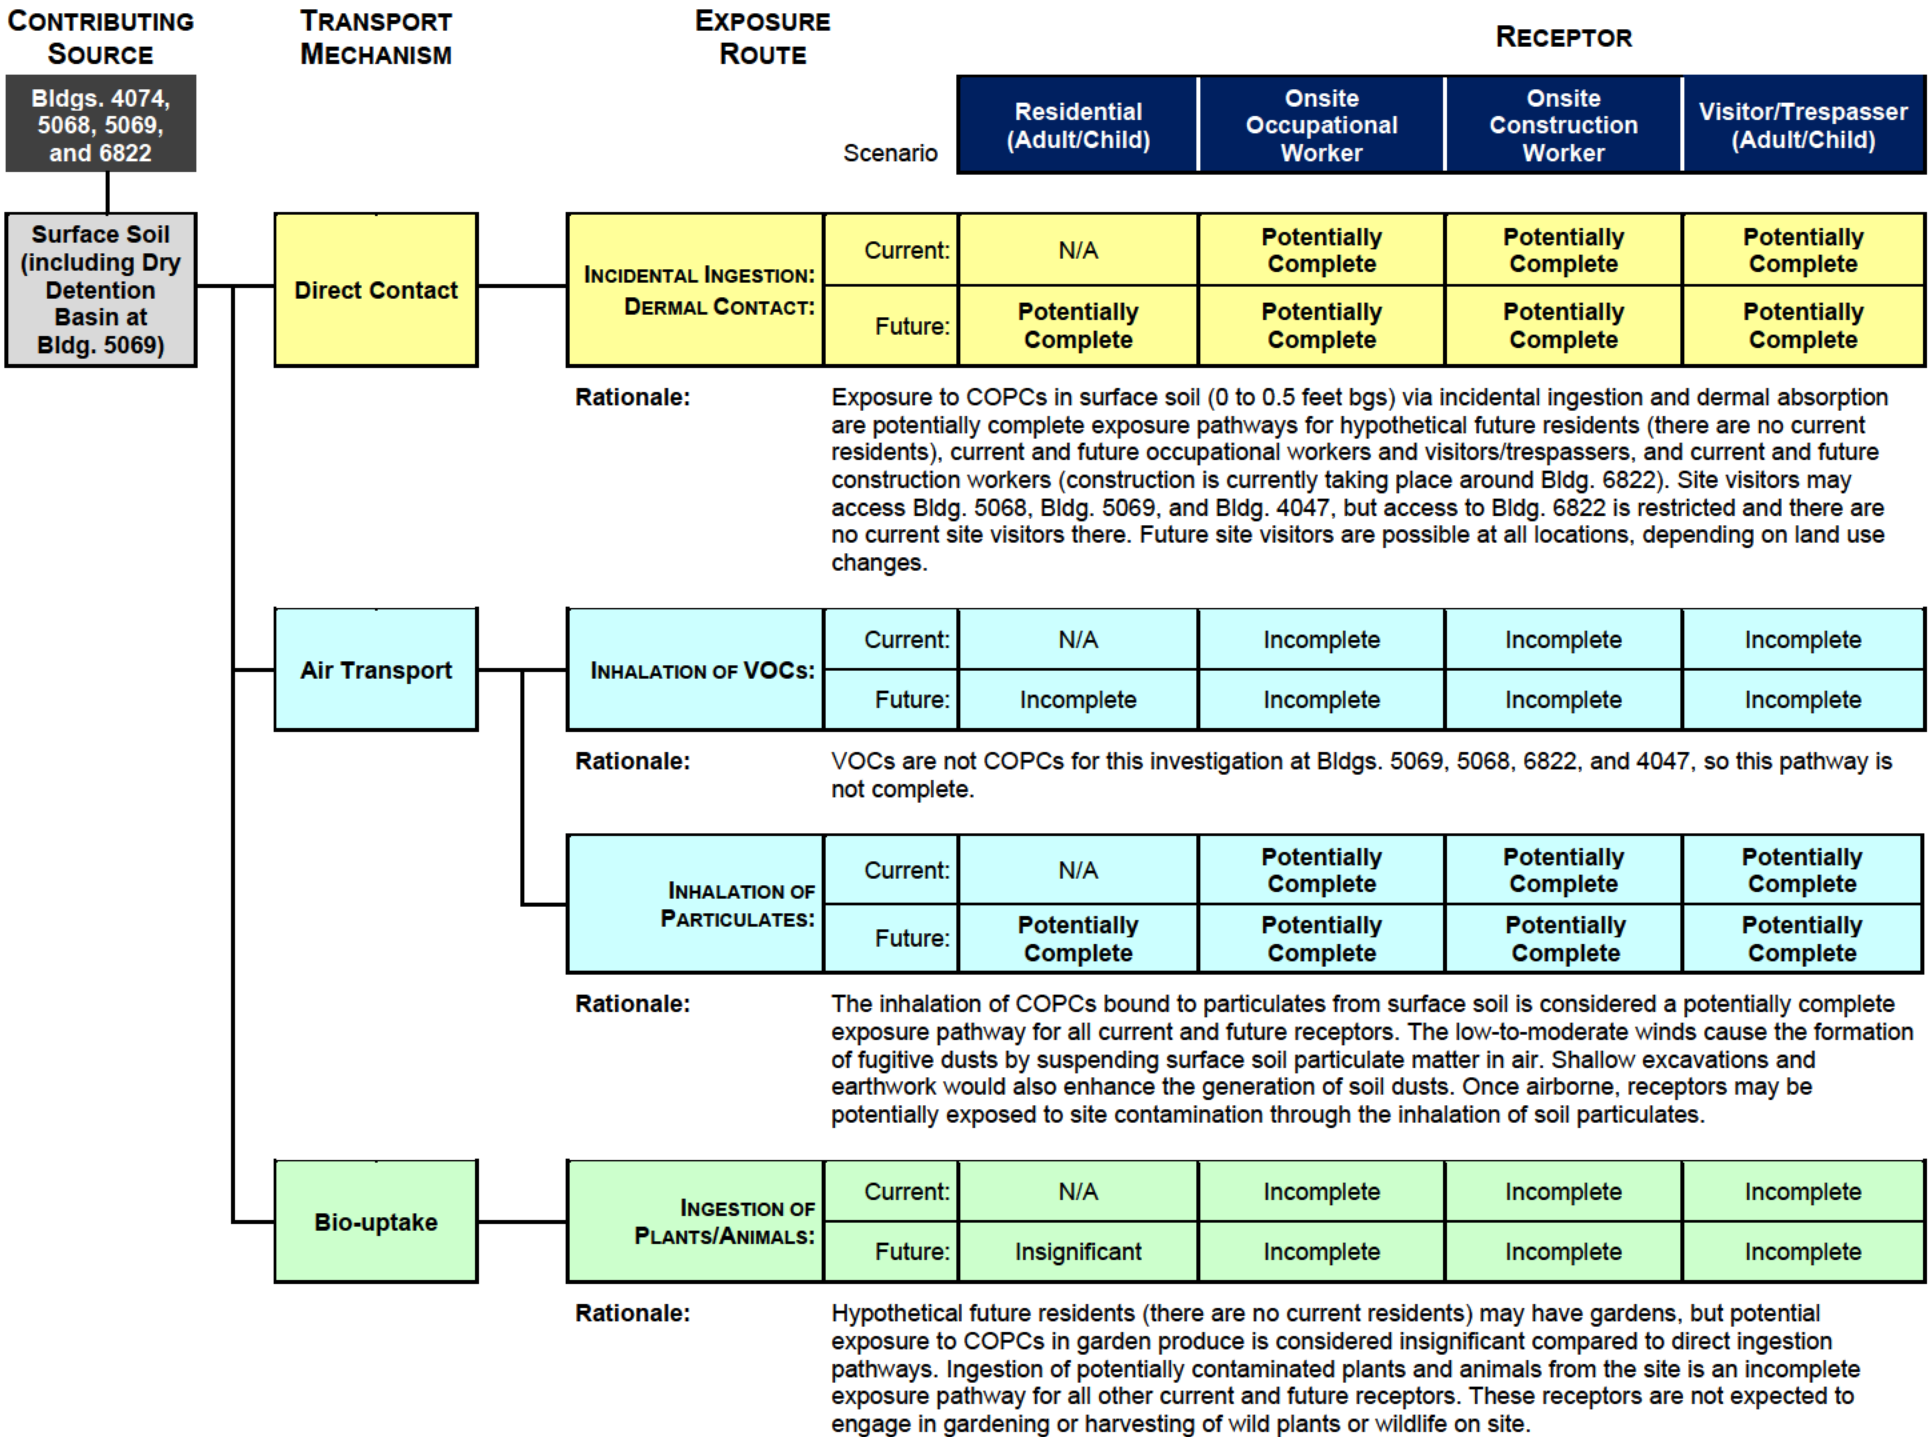 CONTRIBUTING
SOURCE
TRANSPORT
MECHANISM
EXPOSURE
ROUTE
RECEPTOR
Bldgs. 4074,
5068, 5069,
and 6822
Scenario
Residential
(Adult/Child)
Onsite
Occupational
Worker
Onsite
Construction
Worker
Visitor/Trespasser
(Adult/Child)
Surface Soil
(including Dry
Detention
Basin at
Bldg. 5069)
Direct Contact
INCIDENTAL INGESTION:
DERMAL CONTACT:
Current:
N/A
Potentially
Complete
Potentially
Complete
Potentially
Complete
Future:
Potentially
Complete
Potentially
Complete
Potentially
Complete
Potentially
Complete
Rationale:
Exposure to COPCs in surface soil (0 to 0.5 feet bgs) via incidental ingestion and dermal absorption
are potentially complete exposure pathways for hypothetical future residents (there are no current
residents), current and future occupational workers and visitors/trespassers, and current and future
construction workers (construction is currently taking place around Bldg. 6822). Site visitors may
access Bldg. 5068, Bldg. 5069, and Bldg. 4047, but access to Bldg. 6822 is restricted and there are
no current site visitors there. Future site visitors are possible at all locations, depending on land use
changes.
Air Transport
INHALATION OF VOCS:
Current:
N/A
Incomplete
Incomplete
Incomplete
Future:
Incomplete
Incomplete
Incomplete
Incomplete
Rationale:
VOCs are not COPCs for this investigation at Bldgs. 5069, 5068, 6822, and 4047, so this pathway is
not complete.
INHALATION OF
PARTICULATES:
Current:
N/A
Potentially
Complete
Potentially
Complete
Potentially
Complete
Future:
Potentially
Complete
Potentially
Complete
Potentially
Complete
Potentially
Complete
Rationale:
The inhalation of COPCs bound to particulates from surface soil is considered a potentially complete
exposure pathway for all current and future receptors. The low-to-moderate winds cause the formation
of fugitive dusts by suspending surface soil particulate matter in air. Shallow excavations and
earthwork would also enhance the generation of soil dusts. Once airborne, receptors may be
potentially exposed to site contamination through the inhalation of soil particulates.
Bio-uptake
INGESTION OF
PLANTS/ANIMALS:
Current:
N/A
Incomplete
Incomplete
Incomplete
Future:
Insignificant
Incomplete
Incomplete
Incomplete
Rationale:
Hypothetical future residents (there are no current residents) may have gardens, but potential
exposure to COPCs in garden produce is considered insignificant compared to direct ingestion
pathways. Ingestion of potentially contaminated plants and animals from the site is an incomplete
exposure pathway for all other current and future receptors. These receptors are not expected to
engage in gardening or harvesting of wild plants or wildlife on site.